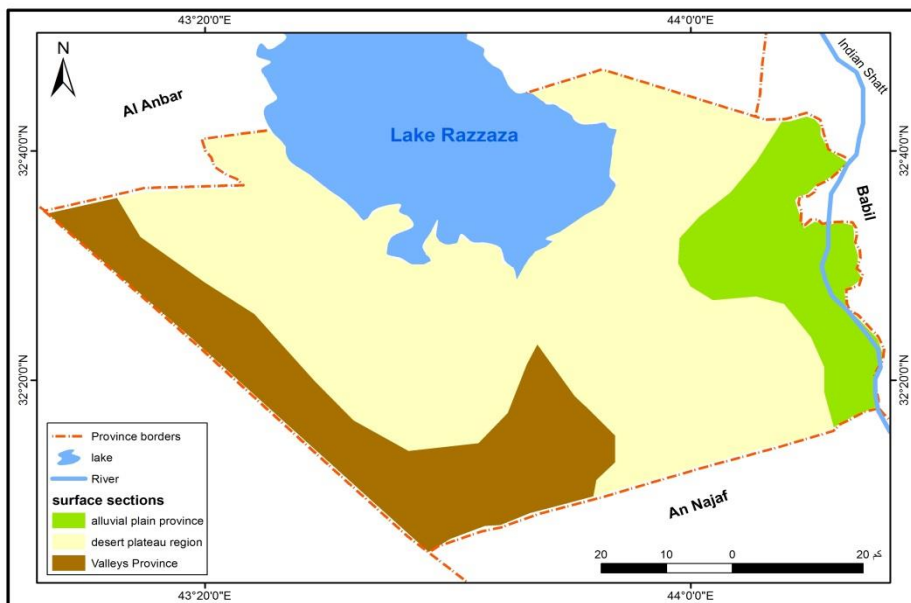 43°20'0"E
44°0'0"E
N
Al Anbar
Lake Razzaza
Indian Shatt
Babil
32°40'0"N
32°40'0"N
32°20'0"N
32°20'0"N
An Najaf
Province borders
lake
River
surface sections
alluvial plain province
desert plateau region
Valleys Province
20 10 0 20 كم
43°20'0"E
44°0'0"E